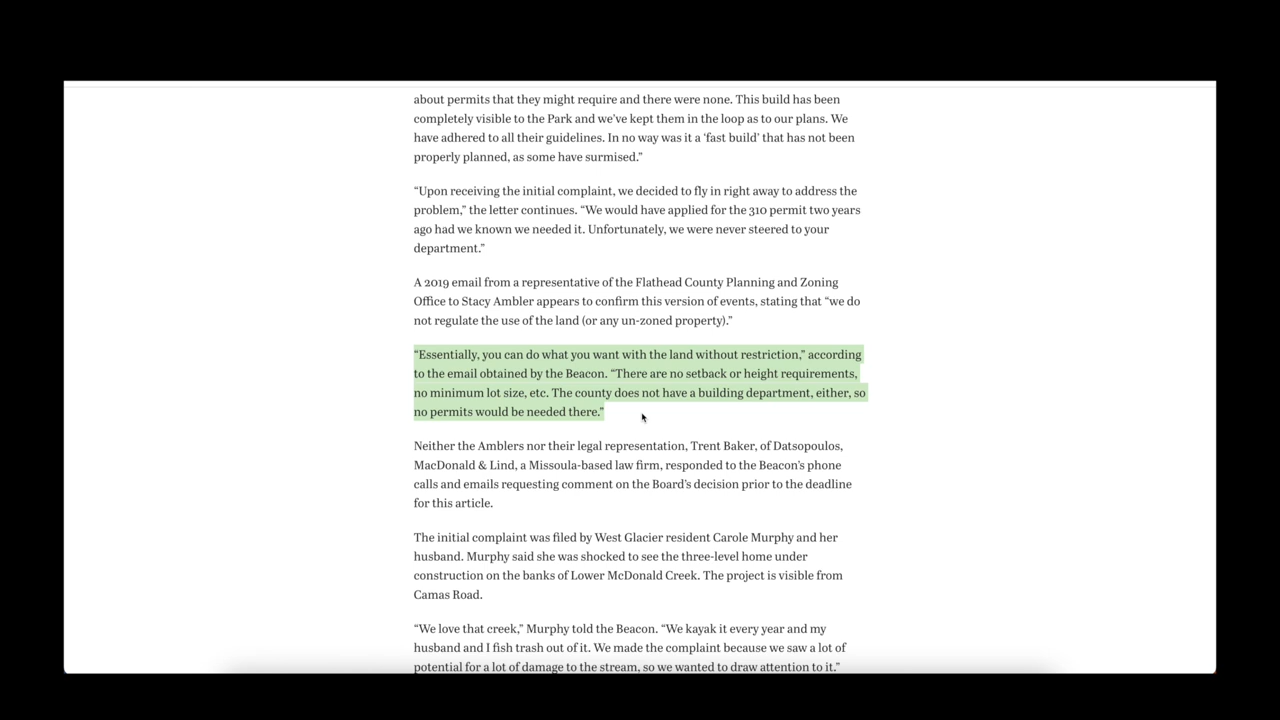 about permits that they might require and there were none. This build has been
completely visible to the Park and we’ve kept them in the loop as to our plans. We
have adhered to all their guidelines. In no way was it a ‘fast build’ that has not been
properly planned, as some have surmised.”
“Upon receiving the initial complaint, we decided to fly in right away to address the
problem,” the letter continues. “We would have applied for the 310 permit two years
ago had we known we needed it. Unfortunately, we were never steered to your
department.”
A 2019 email from a representative of the Flathead County Planning and Zoning
Office to Stacy Ambler appears to confirm this version of events, stating that “we do
not regulate the use of the land (or any un-zoned property).”
“Essentially, you can do what you want with the land without restriction,” according
to the email obtained by the Beacon. “There are no setback or height requirements,
no minimum lot size, etc. The county does not have a building department, either, so
no permits would be needed there.”
Neither the Amblers nor their legal representation, Trent Baker, of Datsopoulos,
MacDonald & Lind, a Missoula-based law firm, responded to the Beacon’s phone
calls and emails requesting comment on the Board’s decision prior to the deadline
for this article.
The initial complaint was filed by West Glacier resident Carole Murphy and her
husband. Murphy said she was shocked to see the three-level home under
construction on the banks of Lower McDonald Creek. The project is visible from
Camas Road.
“We love that creek,” Murphy told the Beacon. “We kayak it every year and my
husband and I fish trash out of it. We made the complaint because we saw a lot of
potential for a lot of damage to the stream, so we wanted to draw attention to it.”